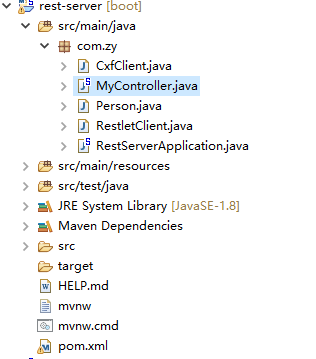 rest-server [boot]
src/main/java
com.zy
CxfClient.java
MyController.java
Person.java
RestletClient.java
RestServerApplication.java
src/main/resources
src/test/java
JRE System Library [JavaSE-1.8]
Maven Dependencies
src
target
HELP.md
mvnw
mvnw.cmd
pom.xml